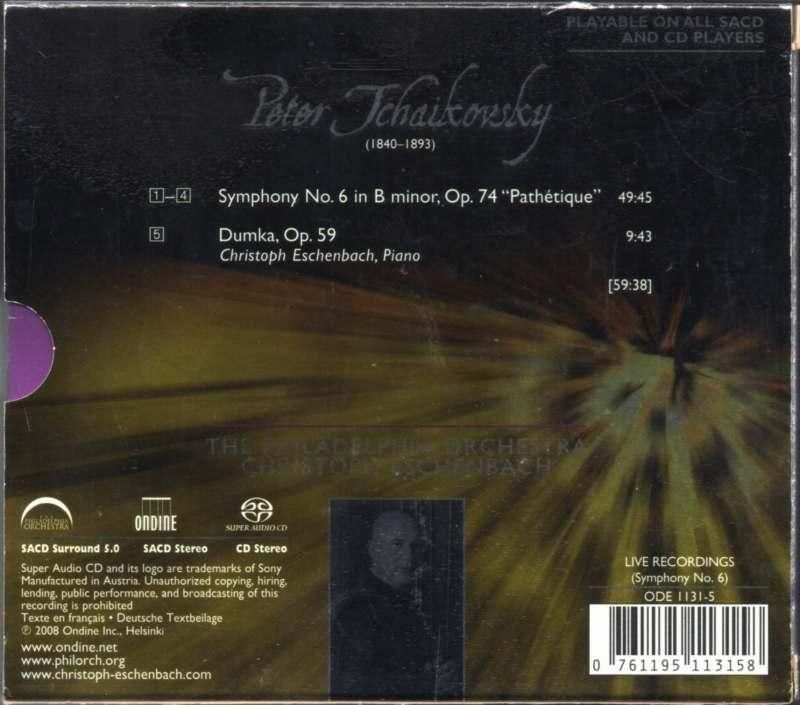 PLAYABLE ON ALL SACD
AND CD PLAYERS
Peter Tchaikovsky
(1840–1893)
1–4 Symphony No. 6 in B minor, Op. 74 “Pathétique” 49:45
5 Dumka, Op. 59 9:43
Christoph Eschenbach, Piano
[59:38]
THE PHILADELPHIA ORCHESTRA
CHRISTOPH ESCHENBACH
THE
PHILADELPHIA
ORCHESTRA
ONDINE
SUPER AUDIO CD
SACD Surround 5.0 SACD Stereo CD Stereo
Super Audio CD and its logo are trademarks of Sony
Manufactured in Austria. Unauthorized copying, hiring,
lending, public performance, and broadcasting of this
recording is prohibited
Texte en français • Deutsche Textbeilage
℗ 2008 Ondine Inc., Helsinki
www.ondine.net
www.philorch.org
www.christoph-eschenbach.com
LIVE RECORDINGS
(Symphony No. 6)
ODE 1131-5
0 761195 113158